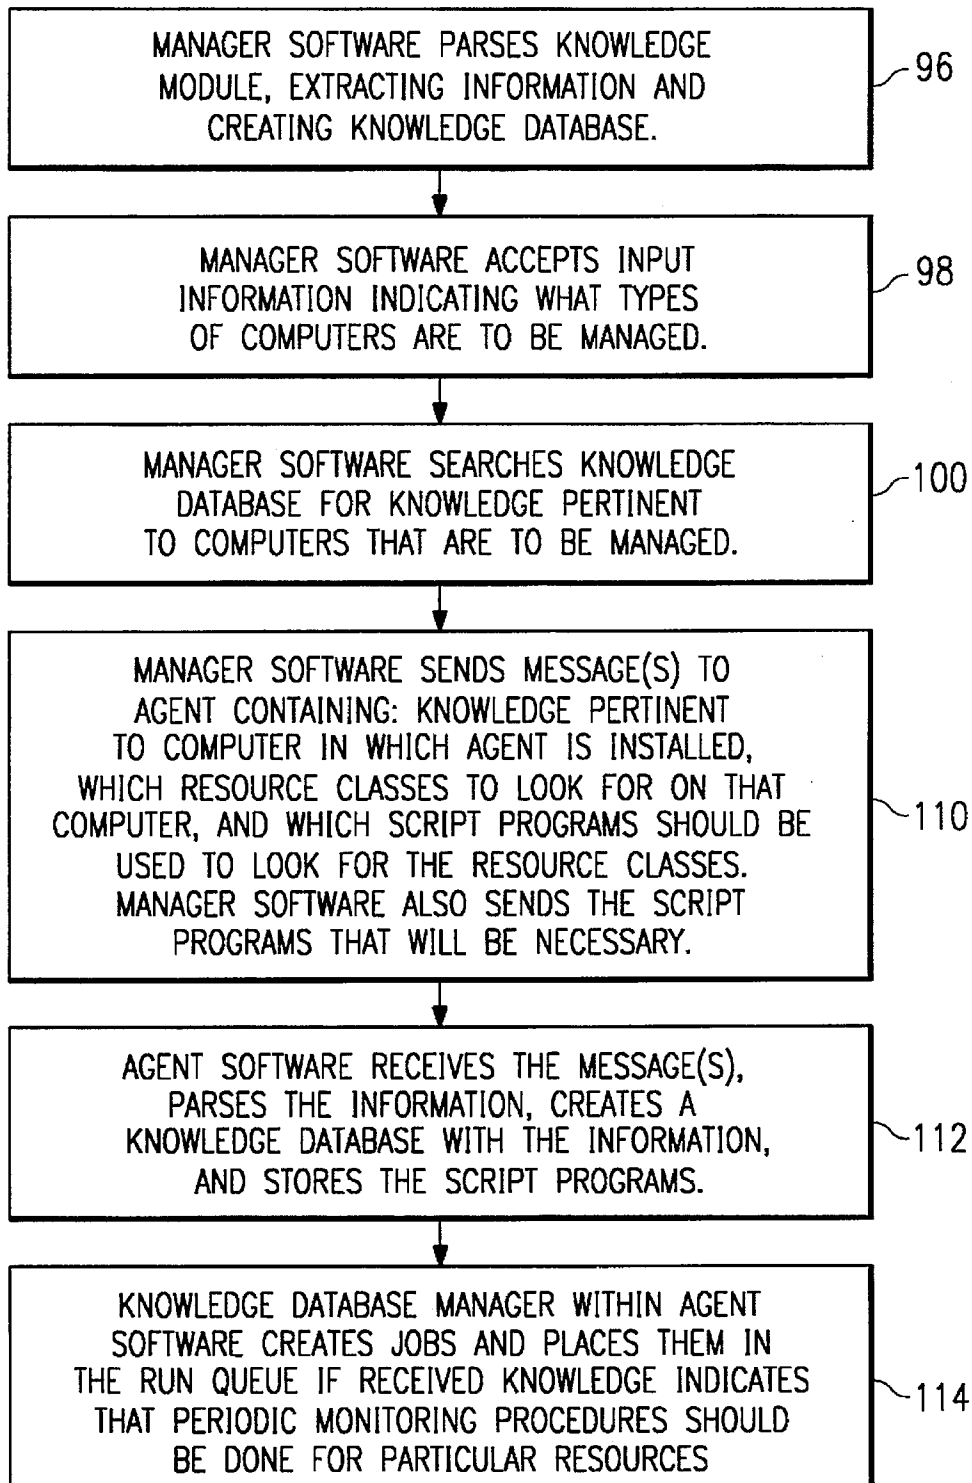 MANAGER SOFTWARE PARSES KNOWLEDGE
MODULE, EXTRACTING INFORMATION AND
CREATING KNOWLEDGE DATABASE.
96
MANAGER SOFTWARE ACCEPTS INPUT
INFORMATION INDICATING WHAT TYPES
OF COMPUTERS ARE TO BE MANAGED.
98
MANAGER SOFTWARE SEARCHES KNOWLEDGE
DATABASE FOR KNOWLEDGE PERTINENT
TO COMPUTERS THAT ARE TO BE MANAGED.
100
MANAGER SOFTWARE SENDS MESSAGE(S) TO
AGENT CONTAINING: KNOWLEDGE PERTINENT
TO COMPUTER IN WHICH AGENT IS INSTALLED,
WHICH RESOURCE CLASSES TO LOOK FOR ON THAT
COMPUTER, AND WHICH SCRIPT PROGRAMS SHOULD BE
USED TO LOOK FOR THE RESOURCE CLASSES.
MANAGER SOFTWARE ALSO SENDS THE SCRIPT
PROGRAMS THAT WILL BE NECESSARY.
110
AGENT SOFTWARE RECEIVES THE MESSAGE(S),
PARSES THE INFORMATION, CREATES A
KNOWLEDGE DATABASE WITH THE INFORMATION,
AND STORES THE SCRIPT PROGRAMS.
112
KNOWLEDGE DATABASE MANAGER WITHIN AGENT
SOFTWARE CREATES JOBS AND PLACES THEM IN
THE RUN QUEUE IF RECEIVED KNOWLEDGE INDICATES
THAT PERIODIC MONITORING PROCEDURES SHOULD
BE DONE FOR PARTICULAR RESOURCES
114